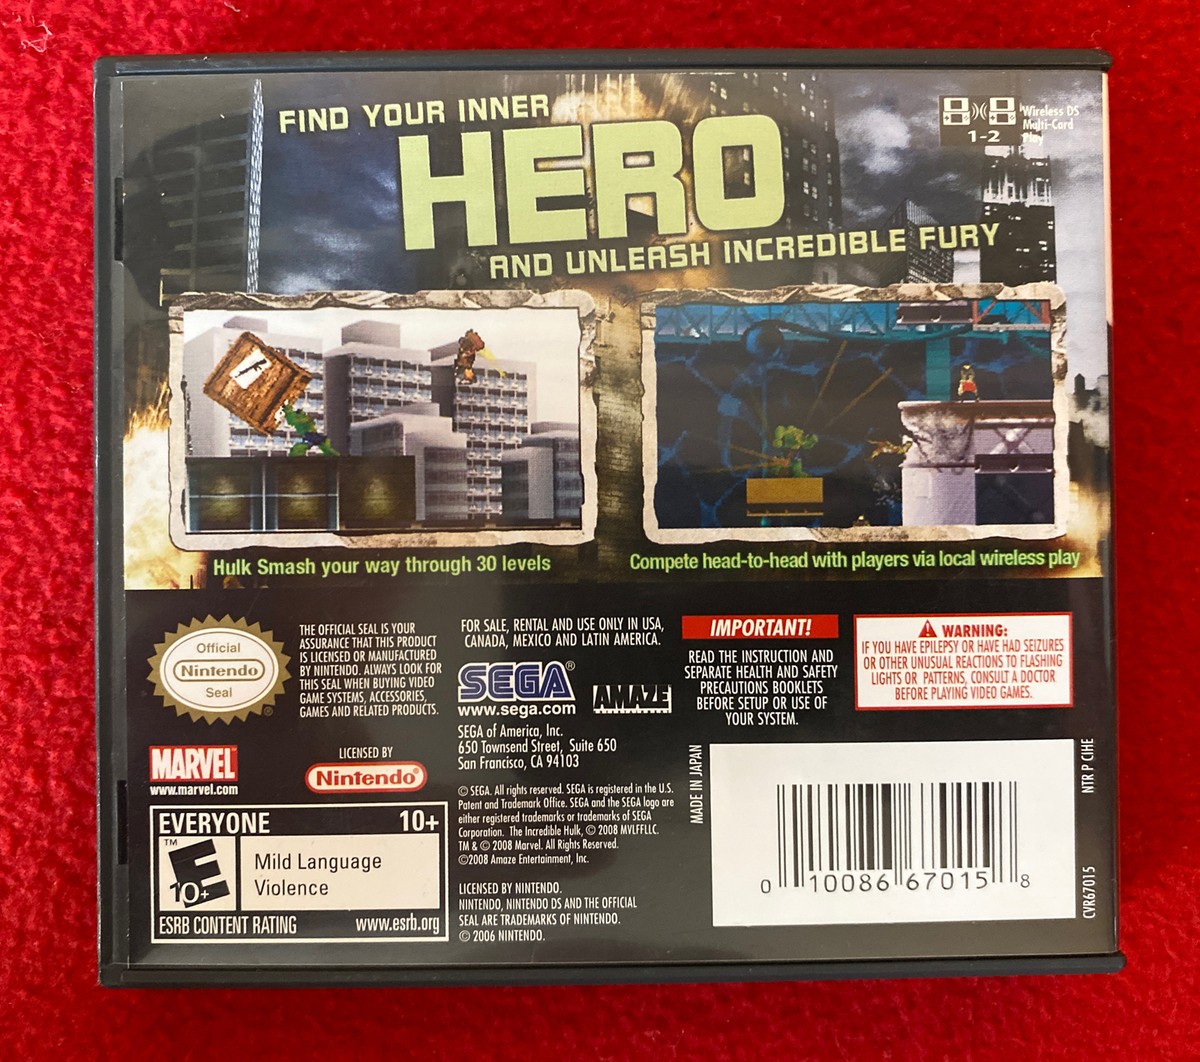 FIND YOUR INNER
HERO
AND UNLEASH INCREDIBLE FURY
Wireless DS
Multi-Card
Play
1-2
Hulk Smash your way through 30 levels
Compete head-to-head with players via local wireless play
Official
Nintendo
Seal
®
THE OFFICIAL SEAL IS YOUR
ASSURANCE THAT THIS PRODUCT
IS LICENSED OR MANUFACTURED
BY NINTENDO. ALWAYS LOOK FOR
THIS SEAL WHEN BUYING VIDEO
GAME SYSTEMS, ACCESSORIES,
GAMES AND RELATED PRODUCTS.
FOR SALE, RENTAL AND USE ONLY IN USA,
CANADA, MEXICO AND LATIN AMERICA.
SEGA®
www.sega.com
AMAZE
SEGA of America, Inc.
650 Townsend Street, Suite 650
San Francisco, CA 94103
IMPORTANT!
READ THE INSTRUCTION AND
SEPARATE HEALTH AND SAFETY
PRECAUTIONS BOOKLETS
BEFORE SETUP OR USE OF
YOUR SYSTEM.
WARNING:
IF YOU HAVE EPILEPSY OR HAVE HAD SEIZURES
OR OTHER UNUSUAL REACTIONS TO FLASHING
LIGHTS OR PATTERNS, CONSULT A DOCTOR
BEFORE PLAYING VIDEO GAMES.
MARVEL
www.marvel.com
LICENSED BY
Nintendo®
EVERYONE 10+
TM
E
10+
Mild Language
Violence
ESRB CONTENT RATING www.esrb.org
© SEGA. All rights reserved. SEGA is registered in the U.S.
Patent and Trademark Office. SEGA and the SEGA logo are
either registered trademarks or trademarks of SEGA
Corporation. The Incredible Hulk, © 2008 MVLFFLLC.
TM & © 2008 Marvel. All Rights Reserved.
©2008 Amaze Entertainment, Inc.
LICENSED BY NINTENDO.
NINTENDO, NINTENDO DS AND THE OFFICIAL
SEAL ARE TRADEMARKS OF NINTENDO.
© 2006 NINTENDO.
MADE IN JAPAN
0 10086 67015 8
NTR P CIHE
CVR67015